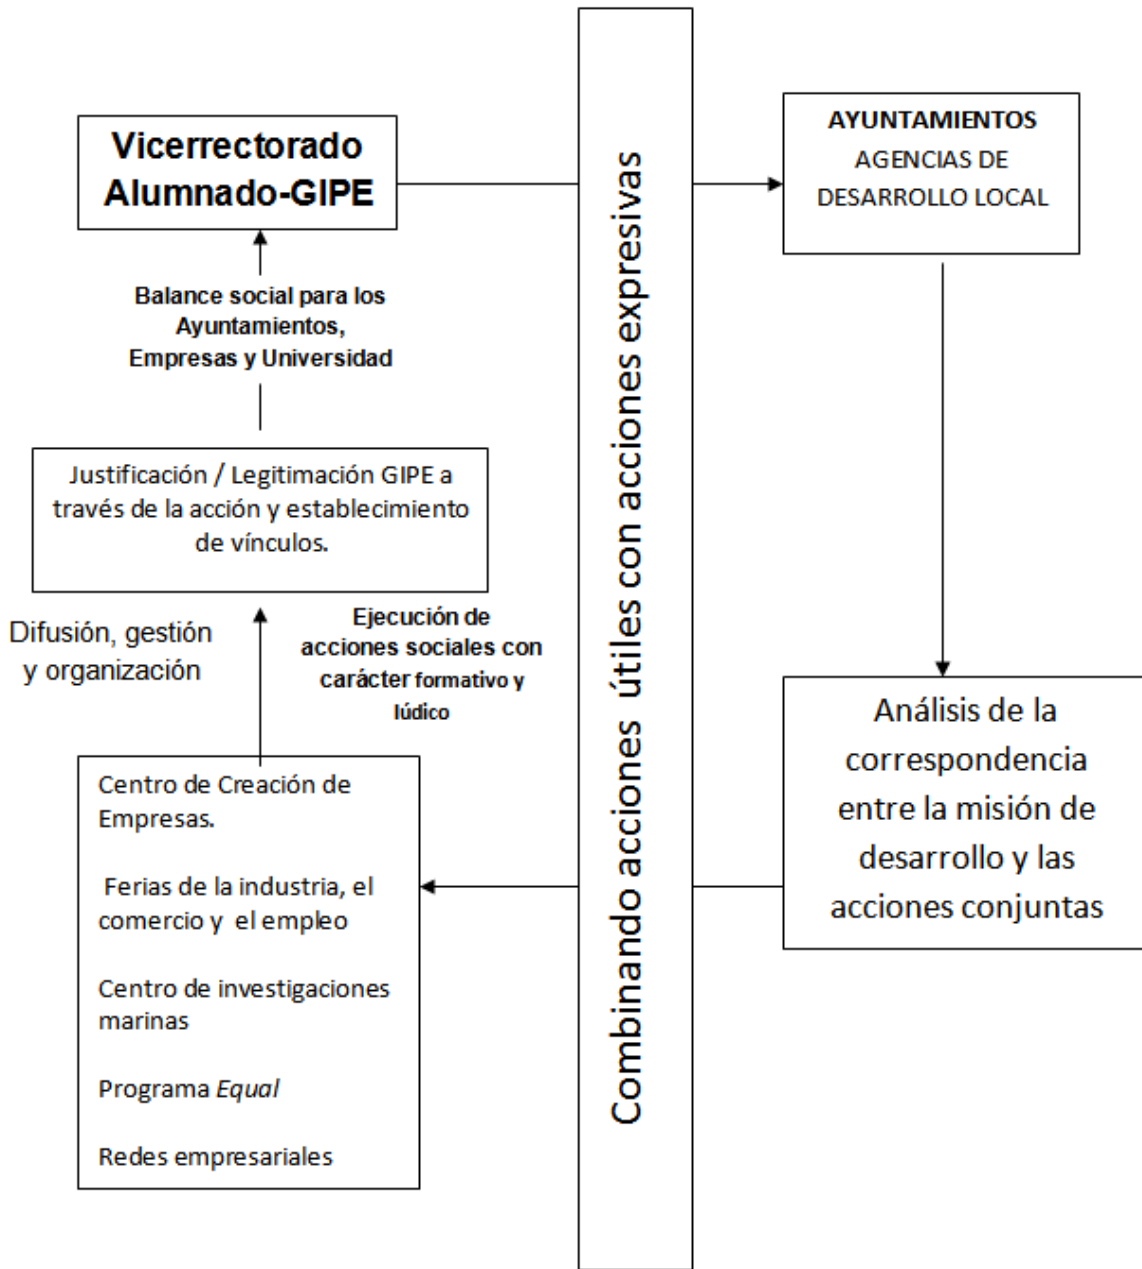 Vicerrectorado
Alumnado-GIPE
Balance social para los
Ayuntamientos,
Empresas y Universidad
Justificación / Legitimación GIPE a
través de la acción y establecimiento
de vínculos.
Difusión, gestión
y organización
Ejecución de
acciones sociales con
carácter formativo y
lúdico
Centro de Creación de
Empresas.
Ferias de la industria, el
comercio y el empleo
Centro de investigaciones
marinas
Programa Equal
Redes empresariales
Combinando acciones útiles con acciones expresivas
AYUNTAMIENTOS
AGENCIAS DE
DESARROLLO LOCAL
Análisis de la
correspondencia
entre la misión de
desarrollo y las
acciones conjuntas